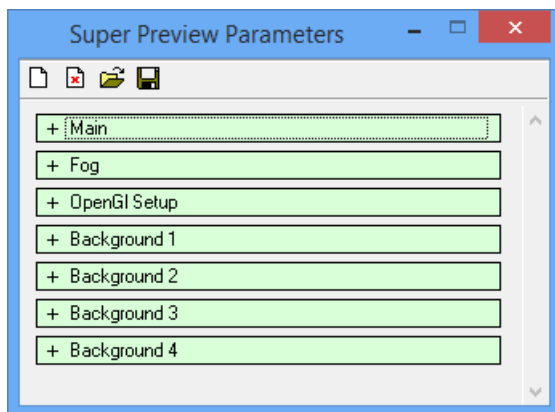 Super Preview Parameters
+ Main
+ Fog
+ OpenGl Setup
+ Background 1
+ Background 2
+ Background 3
+ Background 4